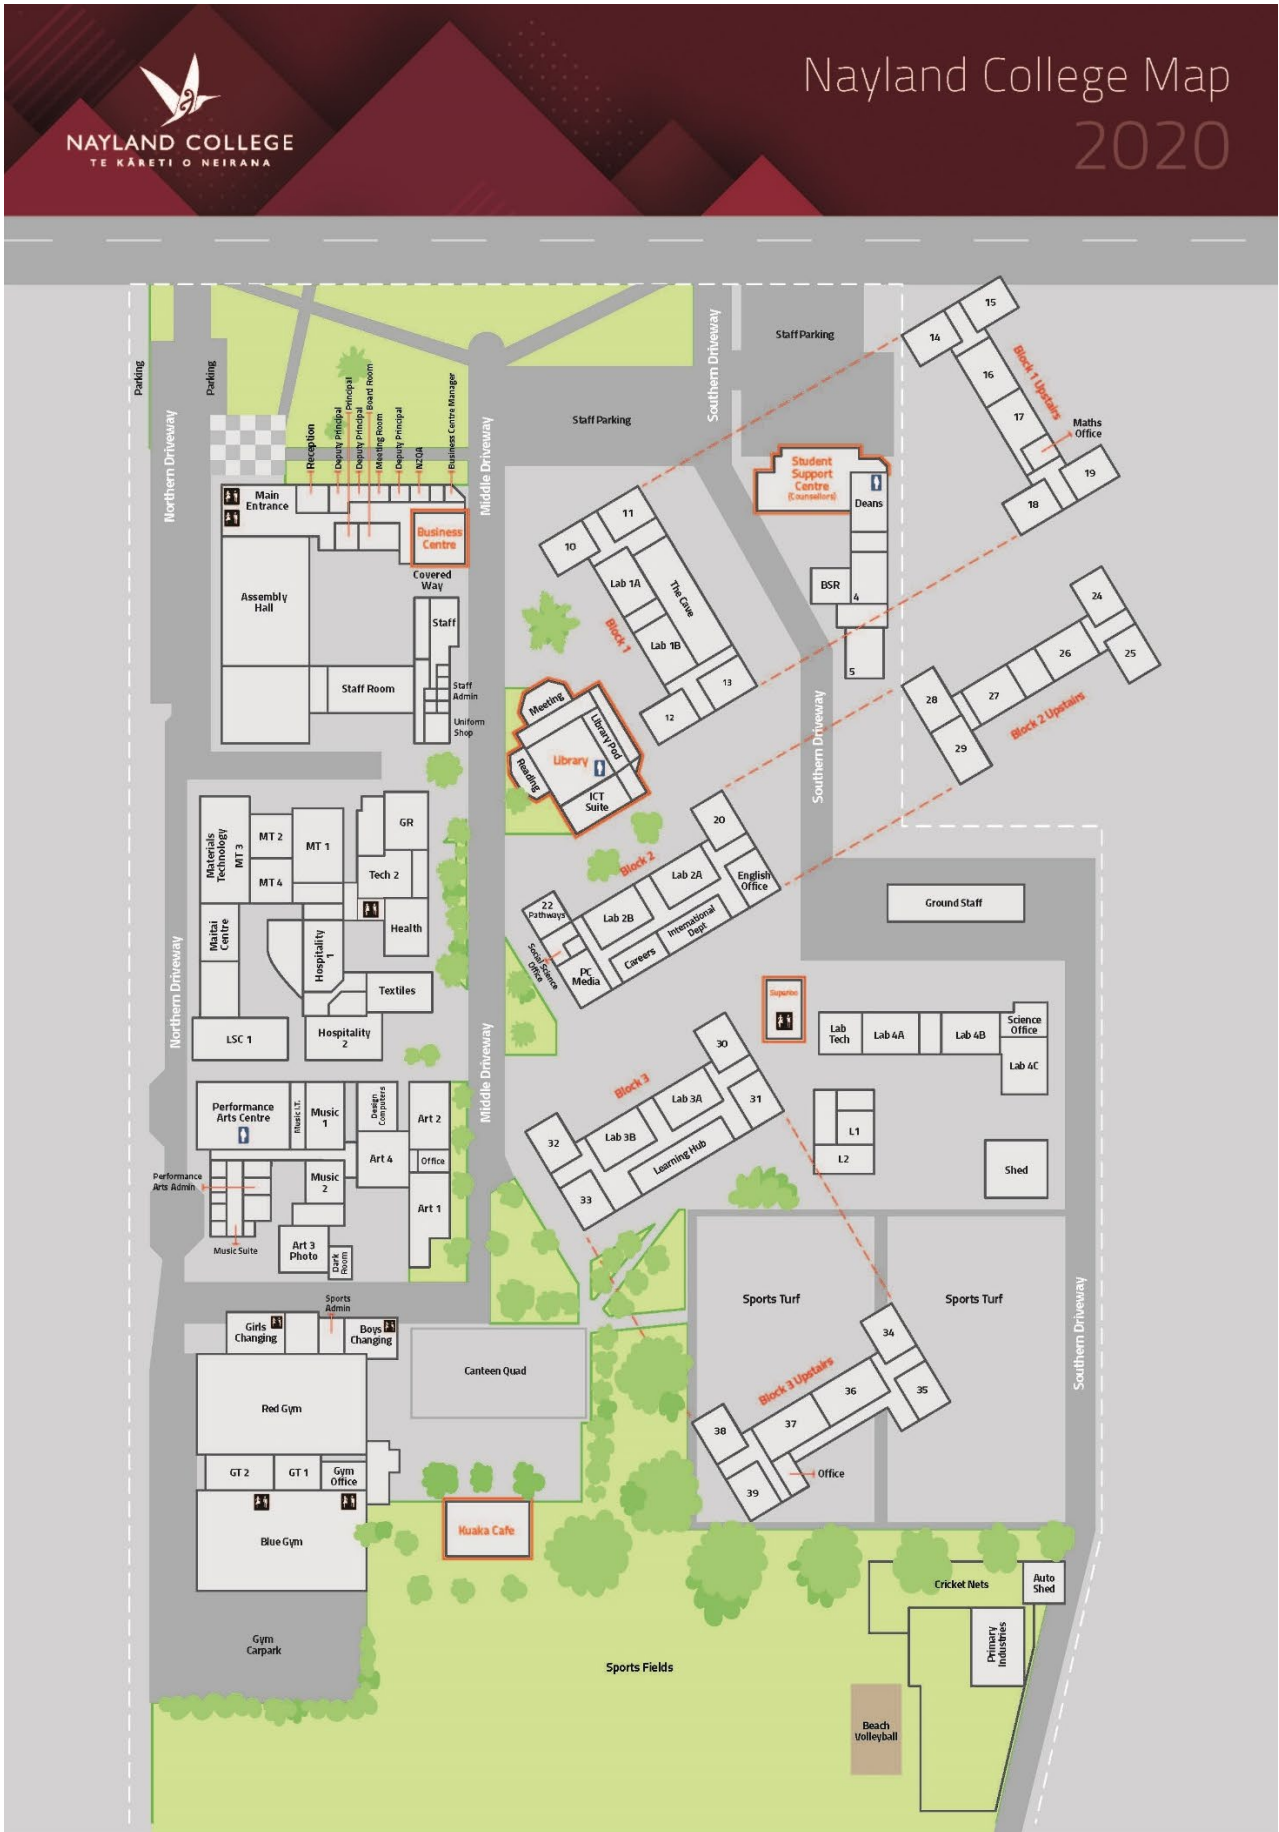 Nayland College Map
2020
NAYLAND COLLEGE
TE KĀRETI O NEIRANA
Parking
Parking
Northern Driveway
Middle Driveway
Southern Driveway
Staff Parking
Staff Parking
Reception
Deputy Principal
Principal
Deputy Principal
Board Room
Meeting Room
Deputy Principal
NZQA
Business Centre Manager
Main
Entrance
Business
Centre
Covered
Way
Assembly
Hall
Staff
Staff Room
Staff
Admin
Uniform
Shop
Student
Support
Centre
(Counsellors)
Deans
BSR
4
5
14
15
16
17
18
19
Block 1 Upstairs
Maths
Office
10
11
Lab 1A
The Cave
Lab 1B
Block 1
12
13
24
25
26
27
28
29
Block 2 Upstairs
Meeting
Library Pod
Library
Reading
ICT
Suite
Southern Driveway
Block 2
20
Lab 2A
English
Office
22
Pathways
Lab 2B
International
Dept
Careers
Social Science
Office
PC
Media
Materials
Technology
MT 3
MT 2
MT 1
MT 4
GR
Tech 2
Health
Maitai
Centre
Hospitality
1
Textiles
LSC 1
Hospitality
2
Northern Driveway
Middle Driveway
Ground Staff
Lab
Tech
Lab 4A
Lab 4B
Science
Office
Lab 4C
L1
L2
Shed
Block 3
30
31
Lab 3A
Lab 3B
Learning Hub
32
33
Performance
Arts Centre
Music I.T.
Music
1
Design
Computers
Art 2
Art 4
Office
Performance
Arts Admin
Music
2
Art 1
Music Suite
Art 3
Photo
Dark
Room
Sports
Admin
Girls
Changing
Boys
Changing
Canteen Quad
Red Gym
GT 2
GT 1
Gym
Office
Blue Gym
Kuaka Cafe
Gym
Carpark
Sports Turf
Sports Turf
Southern Driveway
34
35
36
37
38
39
Block 3 Upstairs
Office
Cricket Nets
Auto
Shed
Primary
Industries
Sports Fields
Beach
Volleyball